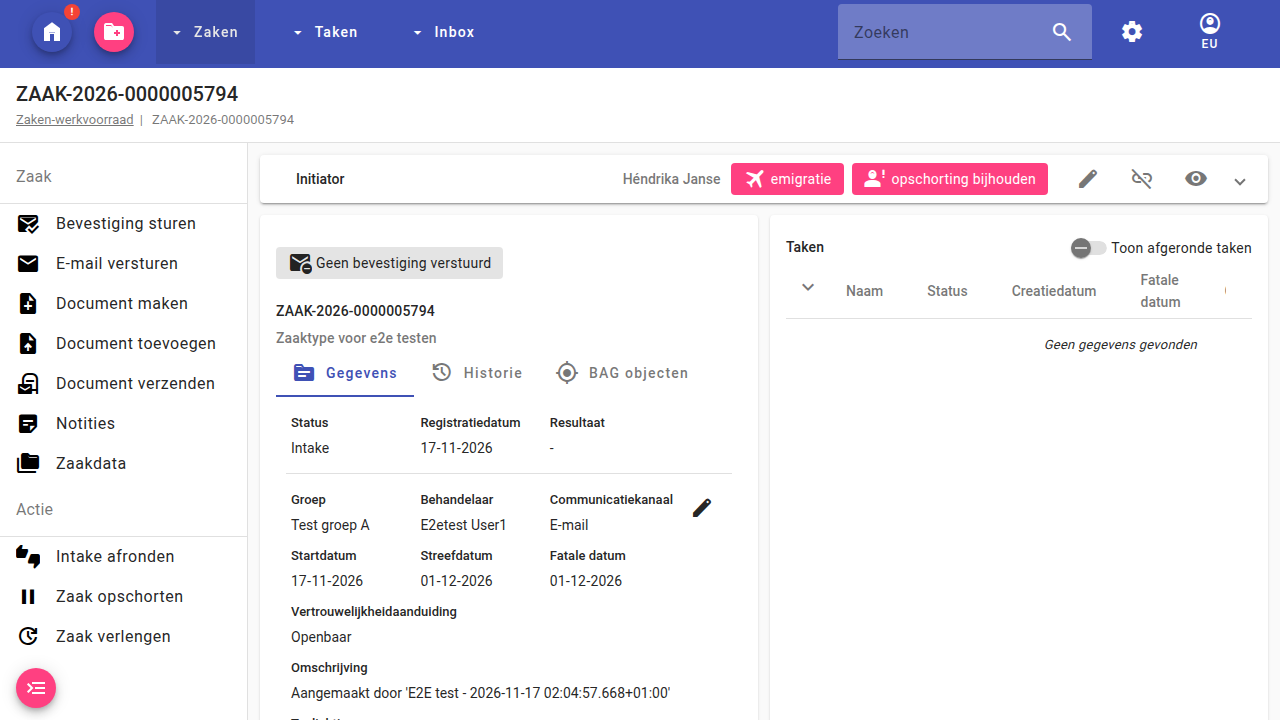 !
Zaken
Taken
Inbox
Zoeken
EU
ZAAK-2026-0000005794
Zaken-werkvoorraad | ZAAK-2026-0000005794
Zaak
Bevestiging sturen
E-mail versturen
Document maken
Document toevoegen
Document verzenden
Notities
Zaakdata
Actie
Intake afronden
Zaak opschorten
Zaak verlengen
Initiator
Héndrika Janse
emigratie
opschorting bijhouden
Geen bevestiging verstuurd
ZAAK-2026-0000005794
Zaaktype voor e2e testen
Gegevens
Historie
BAG objecten
Status Registratiedatum Resultaat
Intake 17-11-2026 -
Groep Behandelaar Communicatiekanaal
Test groep A E2etest User1 E-mail
Startdatum Streefdatum Fatale datum
17-11-2026 01-12-2026 01-12-2026
Vertrouwelijkheidaanduiding
Openbaar
Omschrijving
Aangemaakt door 'E2E test - 2026-11-17 02:04:57.668+01:00'
Taken
Toon afgeronde taken
Naam Status Creatiedatum Fatale datum
Geen gegevens gevonden